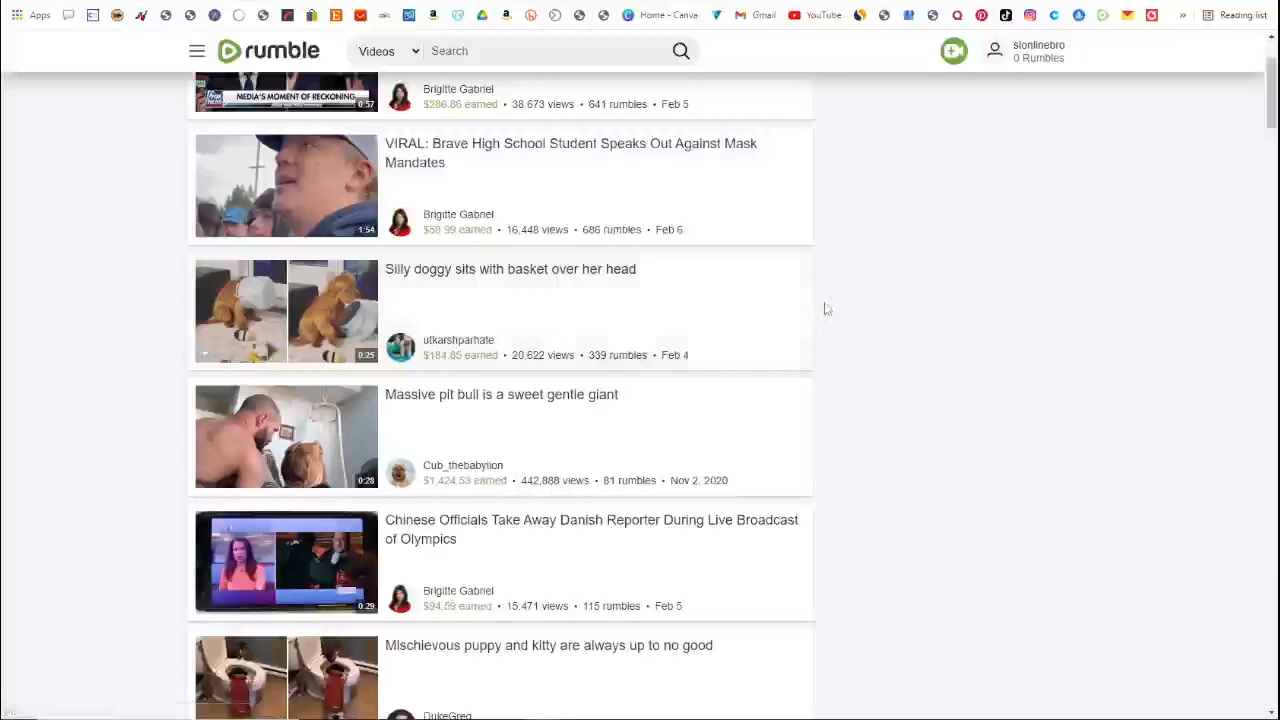 Apps
Home - Canva
Gmail
YouTube
»
Reading list
rumble
Videos
Search
slonlinebro
0 Rumbles
MEDIA'S MOMENT OF RECKONING
0:57
Brigitte Gabriel
earned • 38,673 views • 641 rumbles • Feb 5
VIRAL: Brave High School Student Speaks Out Against Mask
Mandates
1:54
Brigitte Gabriel
earned • 16,448 views • 686 rumbles • Feb 6
Silly doggy sits with basket over her head
0:25
utkarshparhate
$184.85 earned • 20,622 views • 339 rumbles • Feb 4
Massive pit bull is a sweet gentle giant
0:28
Cub_thebabylion
$1,424.53 earned • 442,888 views • 81 rumbles • Nov 2, 2020
Chinese Officials Take Away Danish Reporter During Live Broadcast
of Olympics
0:29
Brigitte Gabriel
$94.59 earned • 15,471 views • 115 rumbles • Feb 5
Mischievous puppy and kitty are always up to no good
DukeGreg